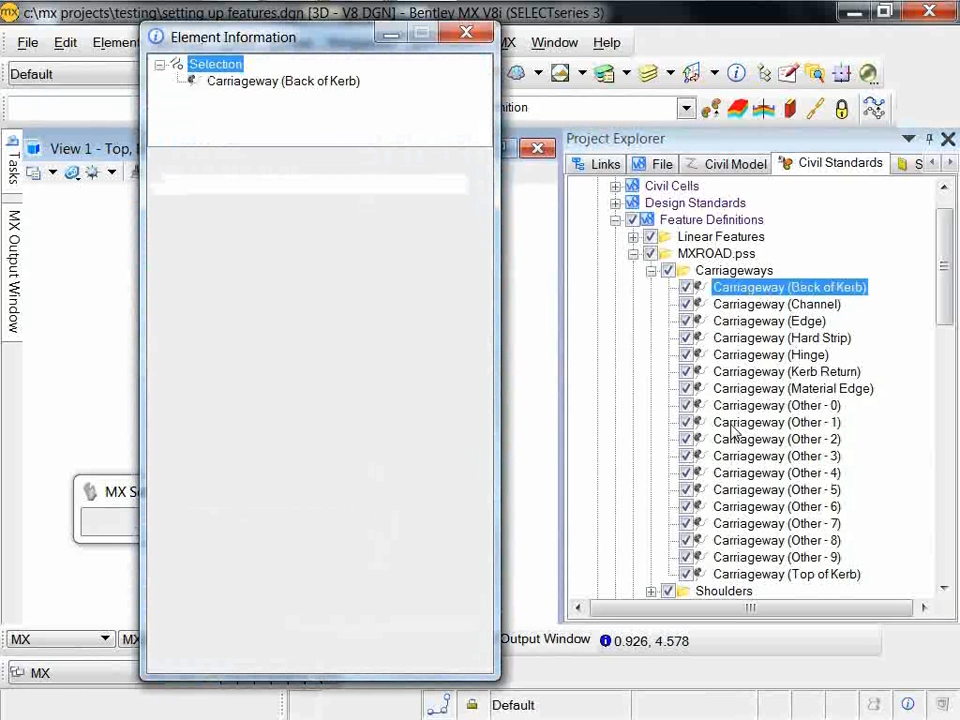 c:\mx projects\testing\setting up features.dgn [3D - V8 DGN] - Bentley MX V8i (SELECTseries 3)
Element Information
File Edit Element
MX Window Help
Default
Selection
Carriageway (Back of Kerb)
View 1 - Top,
Tasks
MX Output Window
MX
Project Explorer
Links File Civil Model Civil Standards S
Civil Cells
Design Standards
Feature Definitions
Linear Features
MXROAD.pss
Carriageways
Carriageway (Back of Kerb)
Carriageway (Channel)
Carriageway (Edge)
Carriageway (Hard Strip)
Carriageway (Hinge)
Carriageway (Kerb Return)
Carriageway (Material Edge)
Carriageway (Other - 0)
Carriageway (Other - 1)
Carriageway (Other - 2)
Carriageway (Other - 3)
Carriageway (Other - 4)
Carriageway (Other - 5)
Carriageway (Other - 6)
Carriageway (Other - 7)
Carriageway (Other - 8)
Carriageway (Other - 9)
Carriageway (Top of Kerb)
Shoulders
MX MX
Output Window 0.926, 4.578
MX
Default